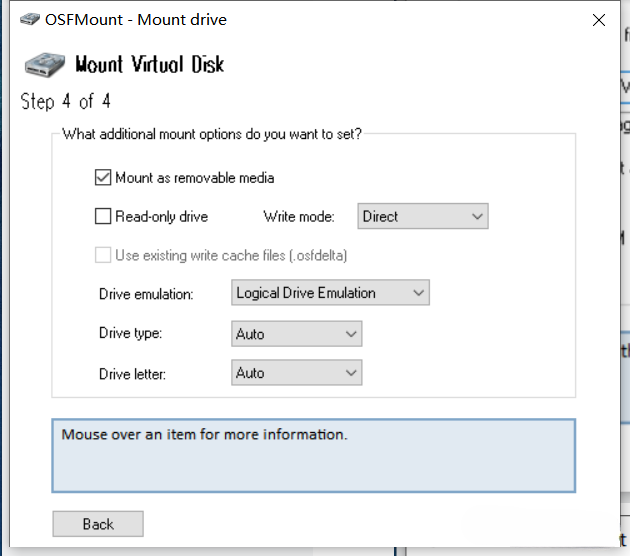 OSFMount - Mount drive
Mount Virtual Disk
Step 4 of 4
What additional mount options do you want to set?
Mount as removable media
Read-only drive Write mode: Direct
Use existing write cache files (.osfdelta)
Drive emulation: Logical Drive Emulation
Drive type: Auto
Drive letter: Auto
Mouse over an item for more information.
Back